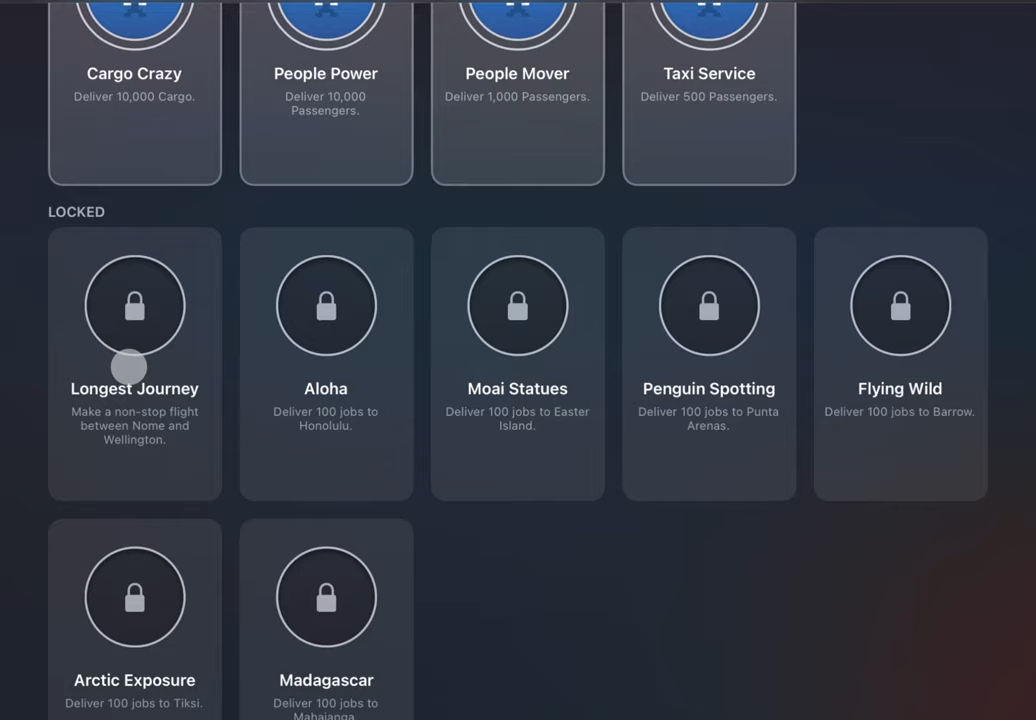 Cargo Crazy
Deliver 10,000 Cargo.
People Power
Deliver 10,000
Passengers.
People Mover
Deliver 1,000 Passengers.
Taxi Service
Deliver 500 Passengers.
LOCKED
Longest Journey
Make a non-stop flight
between Nome and
Wellington.
Aloha
Deliver 100 jobs to
Honolulu.
Moai Statues
Deliver 100 jobs to Easter
Island.
Penguin Spotting
Deliver 100 jobs to Punta
Arenas.
Flying Wild
Deliver 100 jobs to Barrow.
Arctic Exposure
Deliver 100 jobs to Tiksi.
Madagascar
Deliver 100 jobs to
Mahajanga.